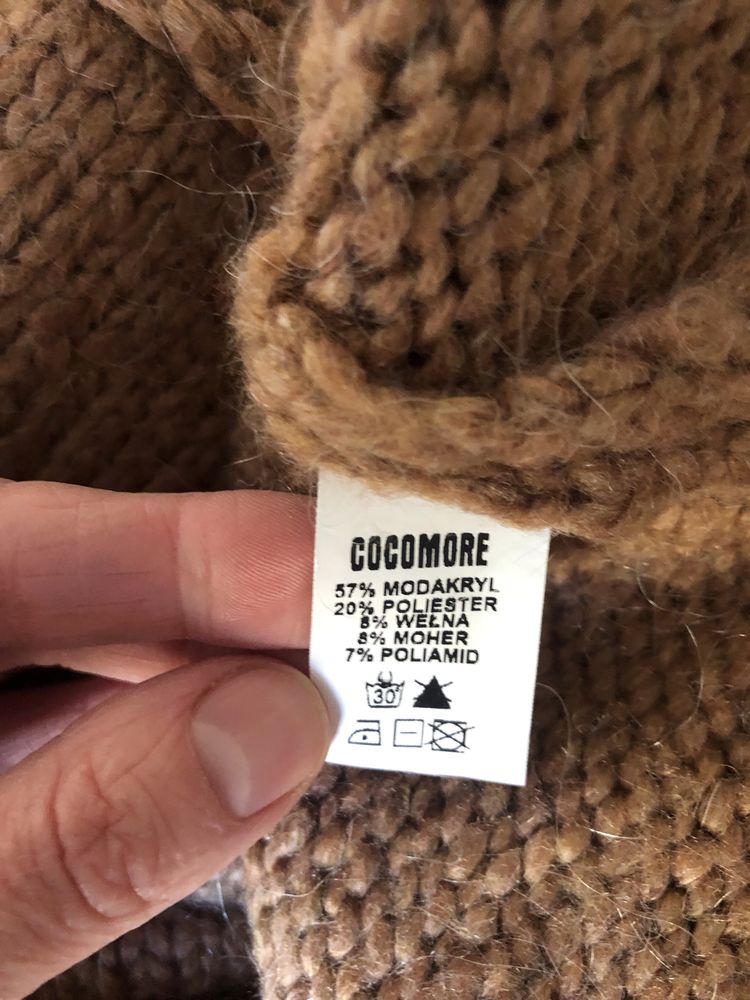 COCOMORE
57% MODAKRYL
20% POLIESTER
8% WEŁNA
8% MOHER
7% POLIAMID
30°